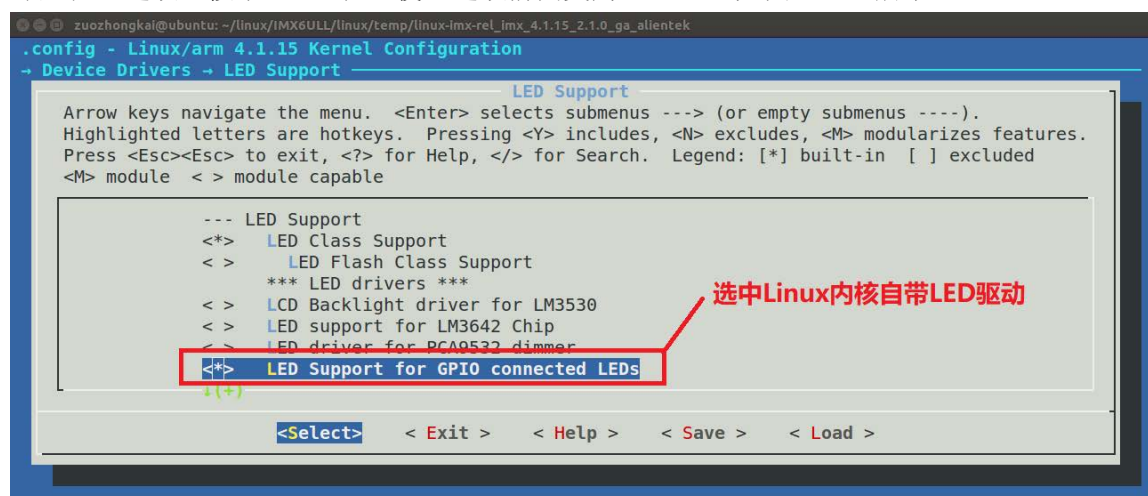 zuozhongkai@ubuntu: ~/linux/IMX6ULL/linux/temp/linux-imx-rel_imx_4.1.15_2.1.0_ga_alientek
.config - Linux/arm 4.1.15 Kernel Configuration
→ Device Drivers → LED Support
LED Support
Arrow keys navigate the menu.  <Enter> selects submenus ---> (or empty submenus ----).
Highlighted letters are hotkeys.  Pressing <Y> includes, <N> excludes, <M> modularizes features.
Press <Esc><Esc> to exit, <?> for Help, </> for Search.  Legend: [*] built-in  [ ] excluded
<M> module  < > module capable
--- LED Support
<*>   LED Class Support
< >     LED Flash Class Support
*** LED drivers ***
< >   LCD Backlight driver for LM3530
选中Linux内核自带LED驱动
< >   LED support for LM3642 Chip
< >   LED driver for PCA9532 dimmer
<*>   LED Support for GPIO connected LEDs
↓(+)
<Select>    < Exit >    < Help >    < Save >    < Load >